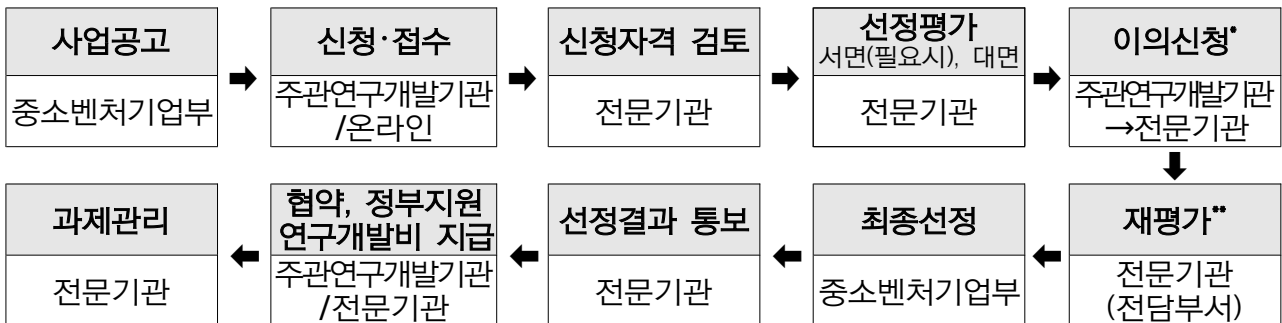 사업공고
중소벤처기업부
신청·접수
주관연구개발기관
/온라인
신청자격 검토
전문기관
선정평가
서면(필요시), 대면
전문기관
이의신청*
주관연구개발기관
→전문기관
재평가**
전문기관
(전담부서)
최종선정
중소벤처기업부
선정결과 통보
전문기관
협약, 정부지원
연구개발비 지급
주관연구개발기관
/전문기관
과제관리
전문기관